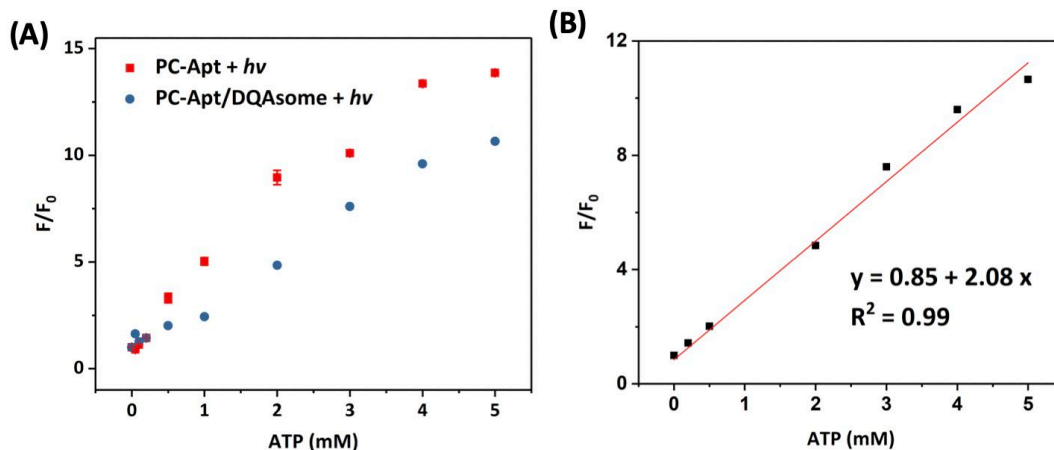 (A)
15
10
5
0
F/F₀
PC-Apt + hv
PC-Apt/DQAsome + hv
0 1 2 3 4 5
ATP (mM)
(B)
12
8
4
0
F/F₀
y = 0.85 + 2.08 x
R² = 0.99
0 1 2 3 4 5
ATP (mM)